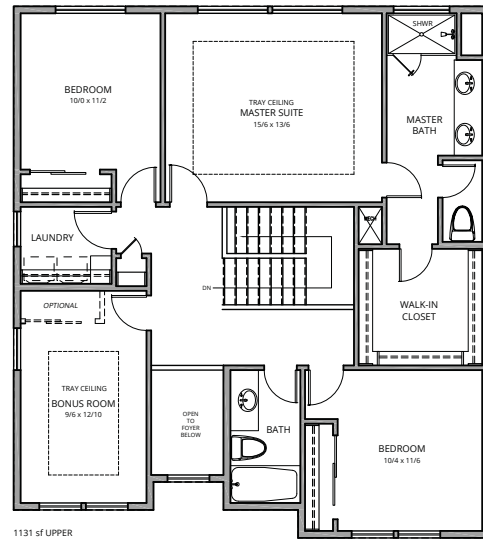 SHWR
BEDROOM
10/0 x 11/2
TRAY CEILING
MASTER SUITE
15/6 x 13/6
MASTER
BATH
LAUNDRY
MECH
DN
OPTIONAL
WALK-IN
CLOSET
TRAY CEILING
BONUS ROOM
9/6 x 12/10
OPEN
TO
FOYER
BELOW
BATH
BEDROOM
10/4 x 11/6
1131 sf UPPER